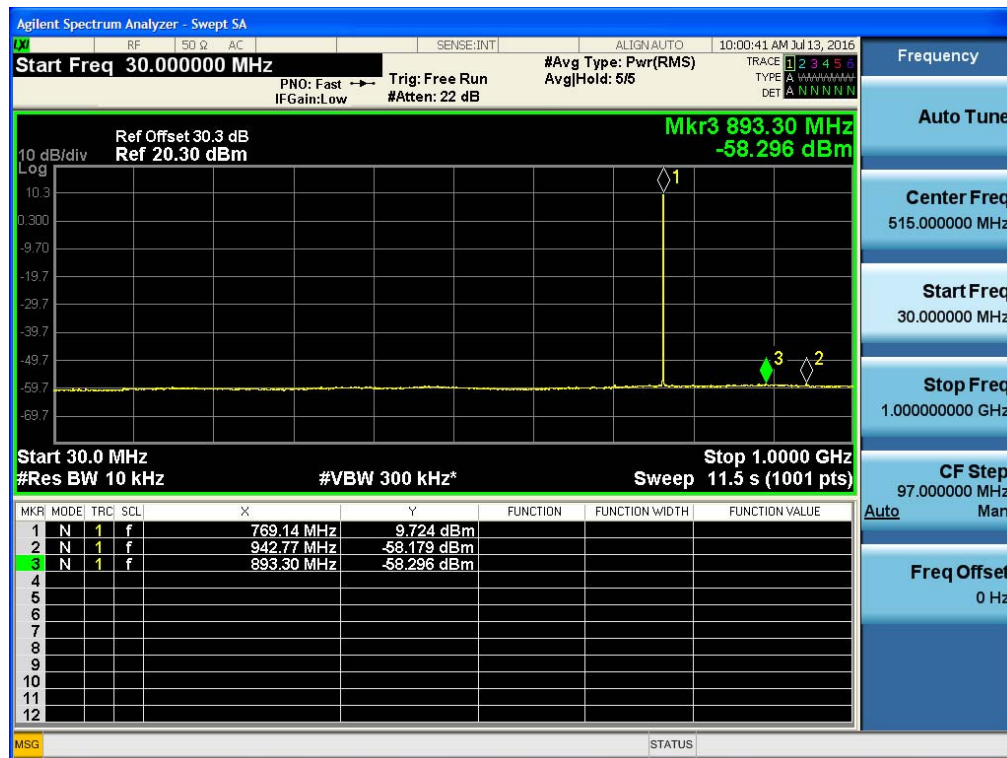 Agilent Spectrum Analyzer - Swept SA
LXI RF 50 Ω AC SENSE:INT ALIGN AUTO 10:00:41 AM Jul 13, 2016
Start Freq 30.000000 MHz
PNO: Fast
IFGain:Low
Trig: Free Run
#Atten: 22 dB
#Avg Type: Pwr(RMS)
Avg|Hold: 5/5
TRACE 1 2 3 4 5 6
TYPE A WWWWW
DET A N N N N N
Mkr3 893.30 MHz
-58.296 dBm
Ref Offset 30.3 dB
10 dB/div Ref 20.30 dBm
Log
10.3
0.300
-9.70
-19.7
-29.7
-39.7
-49.7
-59.7
-69.7
1
3
2
Start 30.0 MHz Stop 1.0000 GHz
#Res BW 10 kHz #VBW 300 kHz* Sweep 11.5 s (1001 pts)
MKR MODE TRC SCL X Y FUNCTION FUNCTION WIDTH FUNCTION VALUE
1 N 1 f 769.14 MHz 9.724 dBm
2 N 1 f 942.77 MHz -58.179 dBm
3 N 1 f 893.30 MHz -58.296 dBm
4
5
6
7
8
9
10
11
12
MSG STATUS
Frequency
Auto Tune
Center Freq
515.000000 MHz
Start Freq
30.000000 MHz
Stop Freq
1.000000000 GHz
CF Step
97.000000 MHz
Auto Man
Freq Offset
0 Hz